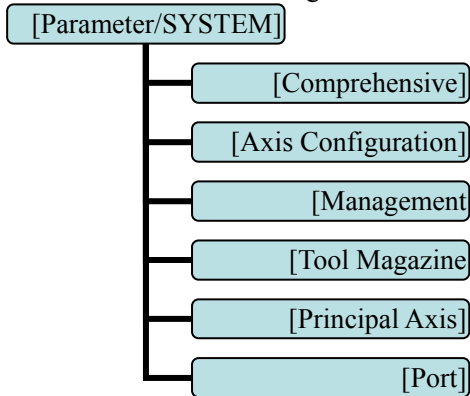 [Parameter/SYSTEM]
[Comprehensive]
[Axis Configuration]
[Management
[Tool Magazine
[Principal Axis]
[Port]